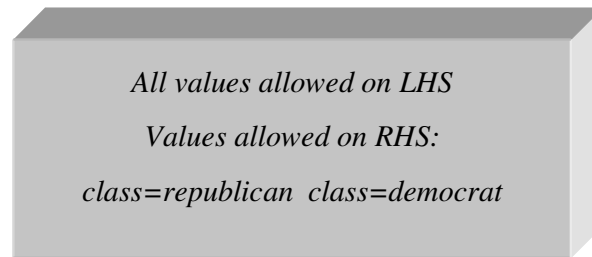 All values allowed on LHS
Values allowed on RHS:
class=republican class=democrat